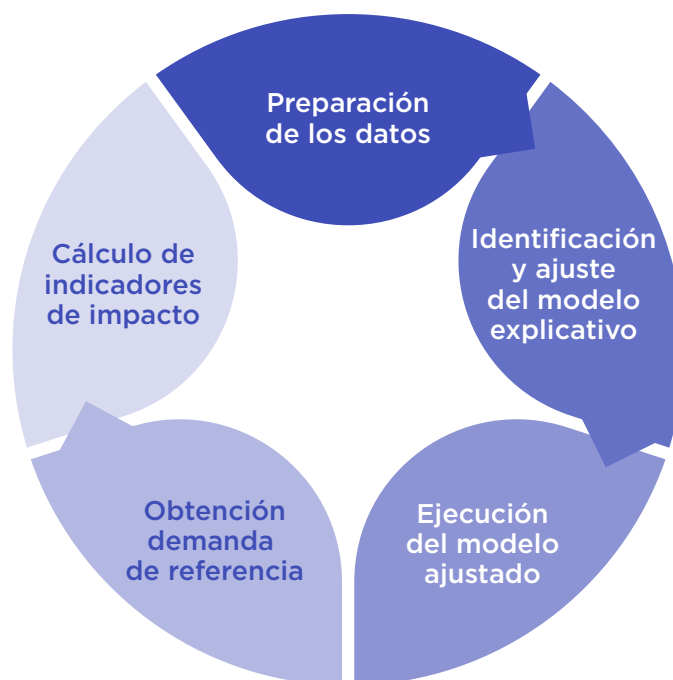 Preparación
de los datos
Identificación
y ajuste
del modelo
explicativo
Ejecución
del modelo
ajustado
Obtención
demanda
de referencia
Cálculo de
indicadores
de impacto